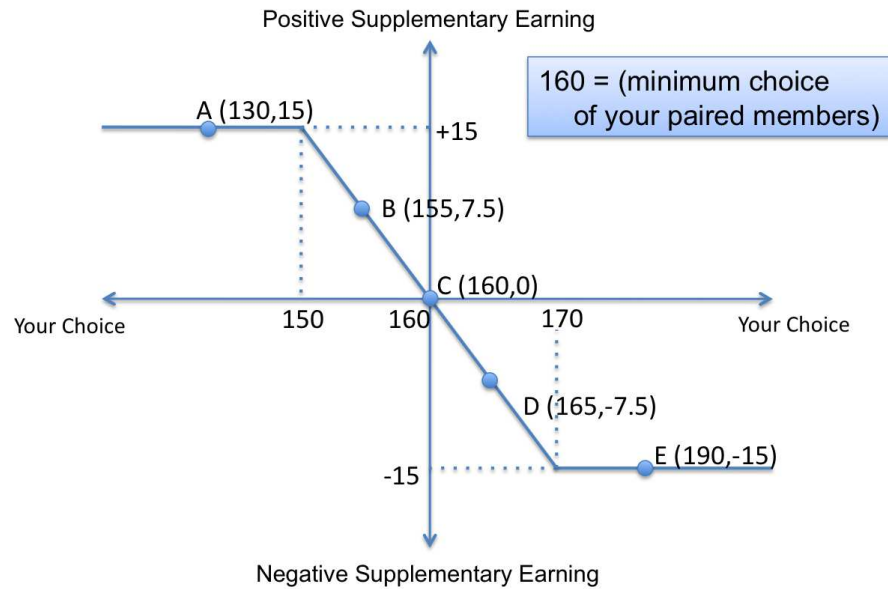 Positive Supplementary Earning
160 = (minimum choice
of your paired members)
A (130,15)
+15
B (155,7.5)
C (160,0)
150
160
170
Your Choice
Your Choice
D (165,-7.5)
E (190,-15)
-15
Negative Supplementary Earning